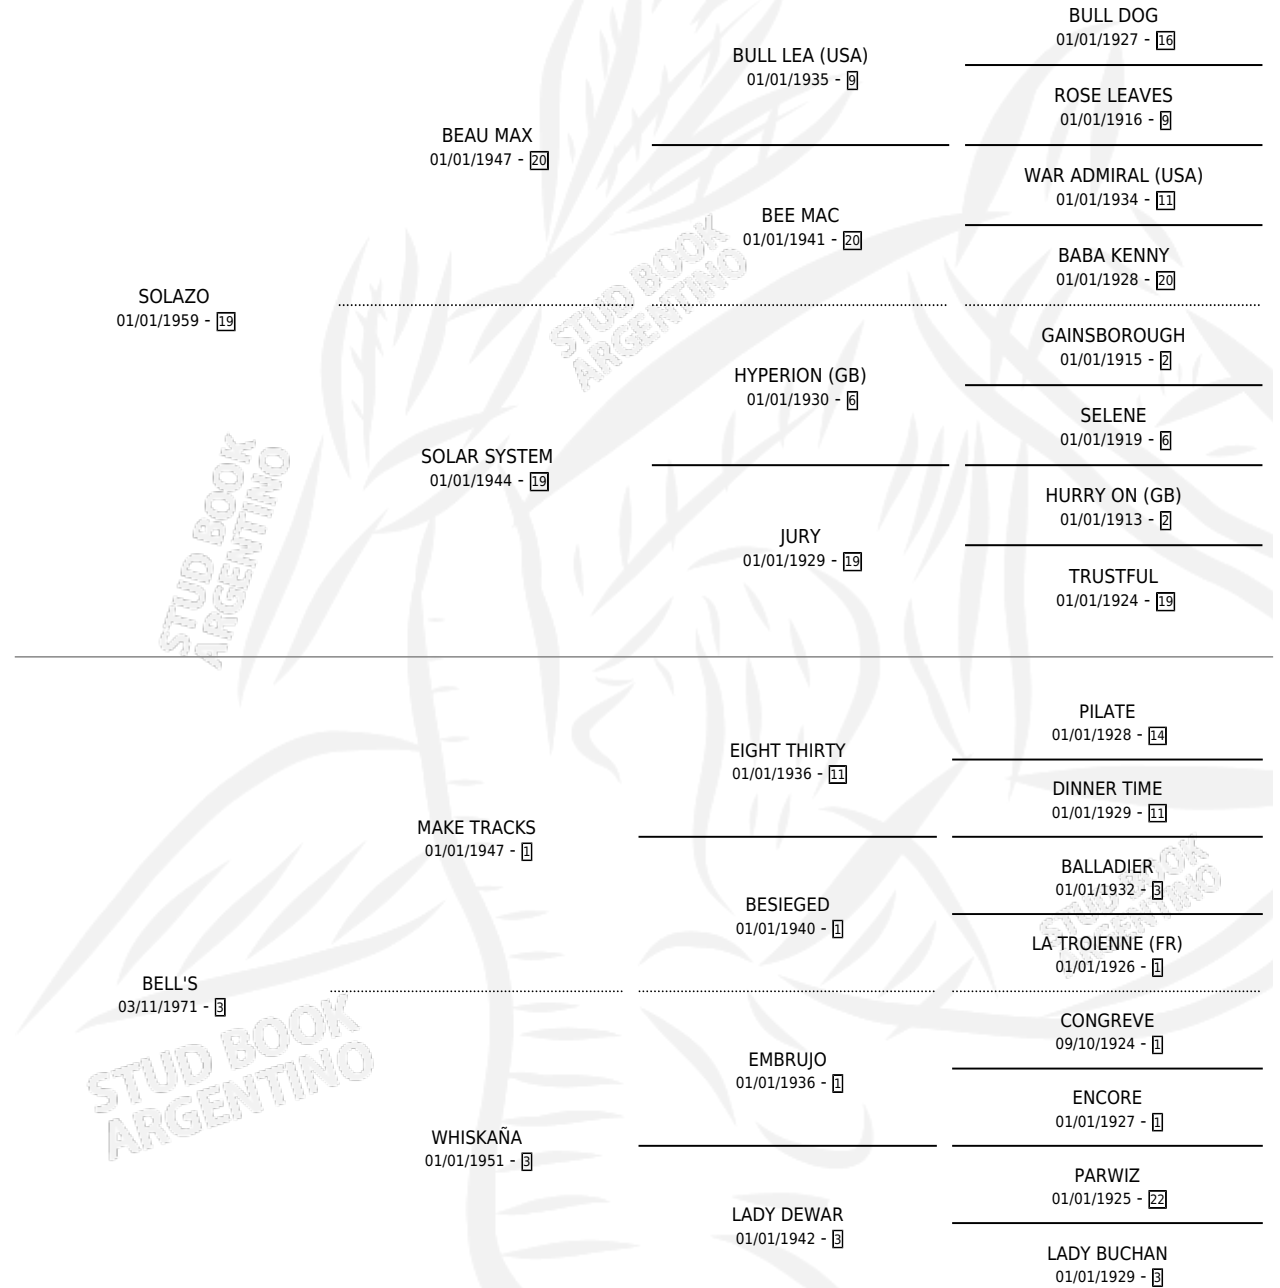 BULL DOG
01/01/1927 - 16
BULL LEA (USA)
01/01/1935 - 9
ROSE LEAVES
01/01/1916 - 9
BEAU MAX
01/01/1947 - 20
WAR ADMIRAL (USA)
01/01/1934 - 11
BEE MAC
01/01/1941 - 20
BABA KENNY
01/01/1928 - 20
SOLAZO
01/01/1959 - 19
STUD BOOK
ARGENTINO
GAINSBOROUGH
01/01/1915 - 2
HYPERION (GB)
01/01/1930 - 6
SELENE
01/01/1919 - 6
SOLAR SYSTEM
01/01/1944 - 19
HURRY ON (GB)
01/01/1913 - 2
JURY
01/01/1929 - 19
TRUSTFUL
01/01/1924 - 19
STUD BOOK
ARGENTINO
PILATE
01/01/1928 - 14
EIGHT THIRTY
01/01/1936 - 11
DINNER TIME
01/01/1929 - 11
MAKE TRACKS
01/01/1947 - 1
BALLADIER
01/01/1932 - 3
BESIEGED
01/01/1940 - 1
LA TROIENNE (FR)
01/01/1926 - 1
STUD BOOK
ARGENTINO
BELL'S
03/11/1971 - 3
CONGREVE
09/10/1924 - 1
EMBRUJO
01/01/1936 - 1
ENCORE
01/01/1927 - 1
STUD BOOK
ARGENTINO
WHISKAÑA
01/01/1951 - 3
PARWIZ
01/01/1925 - 22
LADY DEWAR
01/01/1942 - 3
LADY BUCHAN
01/01/1929 - 3